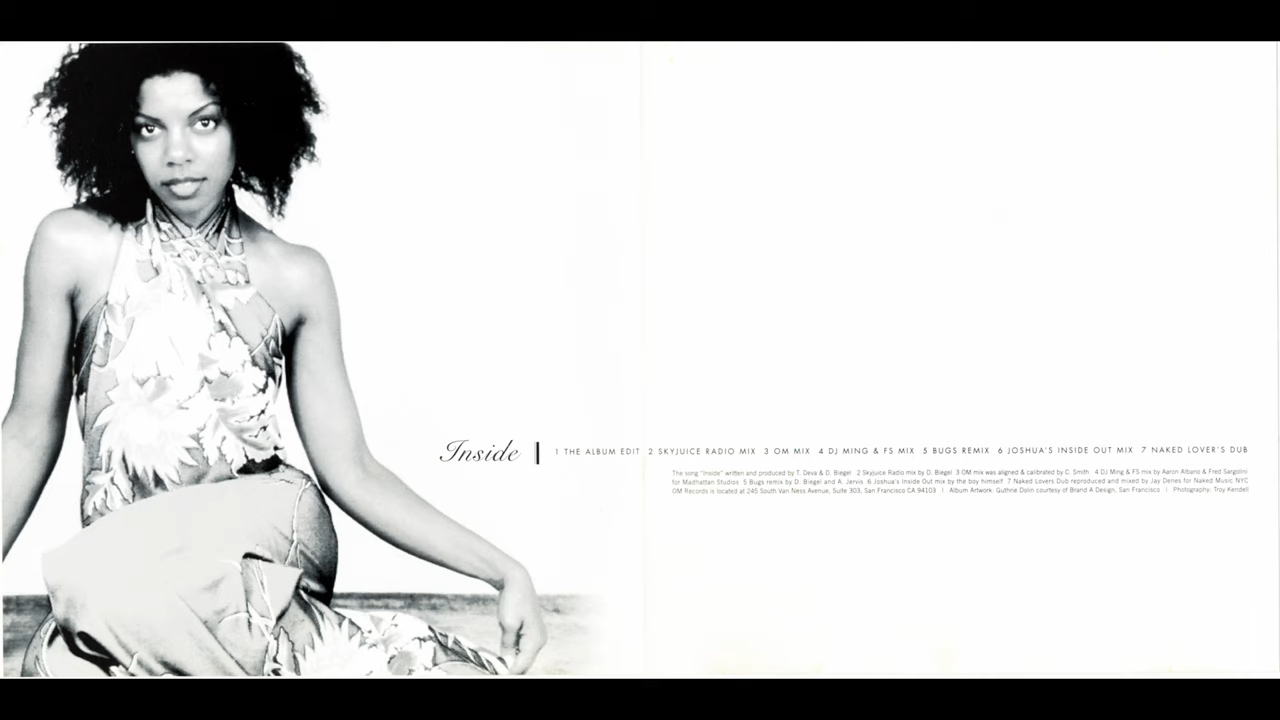 Inside | 1 THE ALBUM EDIT 2 SKYJUICE RADIO MIX 3 OM MIX 4 DJ MING & FS MIX 5 BUGS REMIX 6 JOSHUA'S INSIDE OUT MIX 7 NAKED LOVER'S DUB
The song "Inside" written and produced by T. Deva & D. Biegel 2 Skyjuice Radio mix by D. Biegel 3 OM mix was aligned & calibrated by C. Smith 4 DJ Ming & FS mix by Aaron Albano & Fred Sargolini
for Madhattan Studios 5 Bugs remix by D. Biegel and A. Jervis 6 Joshua's Inside Out mix by the boy himself 7 Naked Lovers Dub reproduced and mixed by Jay Denes for Naked Music NYC
OM Records is located at 245 South Van Ness Avenue, Suite 303, San Francisco CA 94103 | Album Artwork: Guthrie Dolin courtesy of Brand A Design, San Francisco | Photography: Troy Kendell